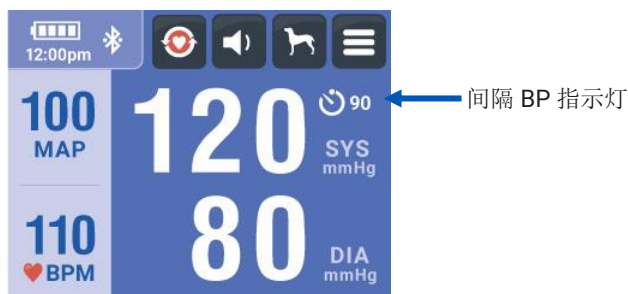 12:00pm
100
MAP
110
BPM
120
90
SYS
mmHg
80
DIA
mmHg
间隔 BP 指示灯